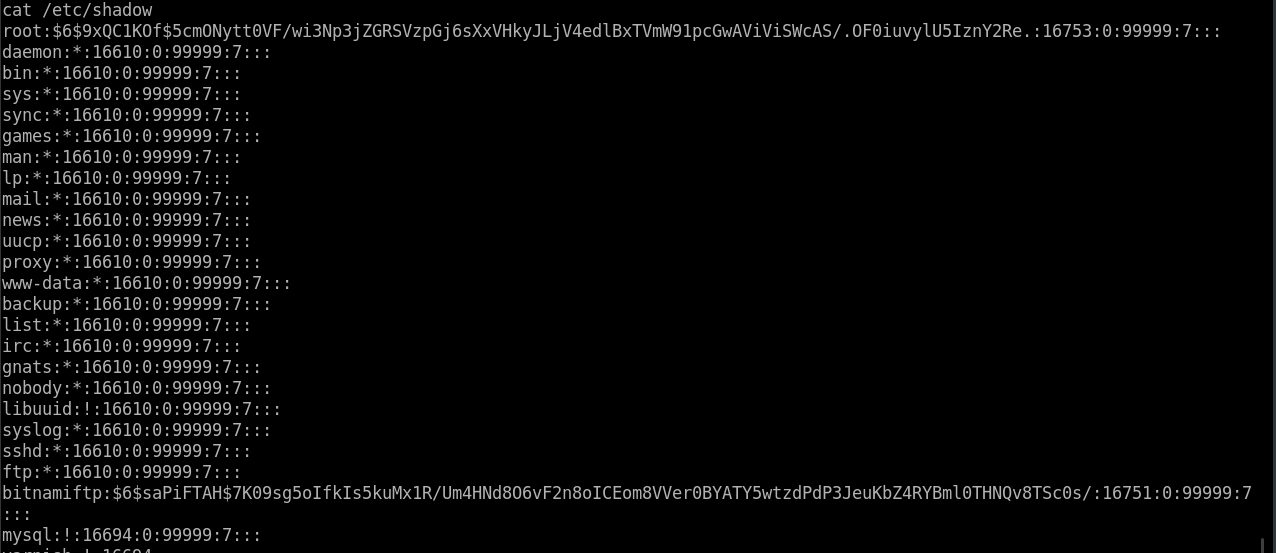 cat /etc/shadow
root:$6$9xQC1KOf$5cmONytt0VF/wi3Np3jZGRSVzpGj6sXxVHkyJLjV4edlBxTVmW91pcGwAViViSWcAS/.OF0iuvylU5IznY2Re.:16753:0:99999:7:::
daemon:*:16610:0:99999:7:::
bin:*:16610:0:99999:7:::
sys:*:16610:0:99999:7:::
sync:*:16610:0:99999:7:::
games:*:16610:0:99999:7:::
man:*:16610:0:99999:7:::
lp:*:16610:0:99999:7:::
mail:*:16610:0:99999:7:::
news:*:16610:0:99999:7:::
uucp:*:16610:0:99999:7:::
proxy:*:16610:0:99999:7:::
www-data:*:16610:0:99999:7:::
backup:*:16610:0:99999:7:::
list:*:16610:0:99999:7:::
irc:*:16610:0:99999:7:::
gnats:*:16610:0:99999:7:::
nobody:*:16610:0:99999:7:::
libuuid:!:16610:0:99999:7:::
syslog:*:16610:0:99999:7:::
sshd:*:16610:0:99999:7:::
ftp:*:16610:0:99999:7:::
bitnamiftp:$6$saPiFTAH$7K09sg5oIfkIs5kuMx1R/Um4HNd8O6vF2n8oICEom8VVer0BYATY5wtzdPdP3JeuKbZ4RYBml0THNQv8TSc0s/:16751:0:99999:7
:::
mysql:!:16694:0:99999:7:::